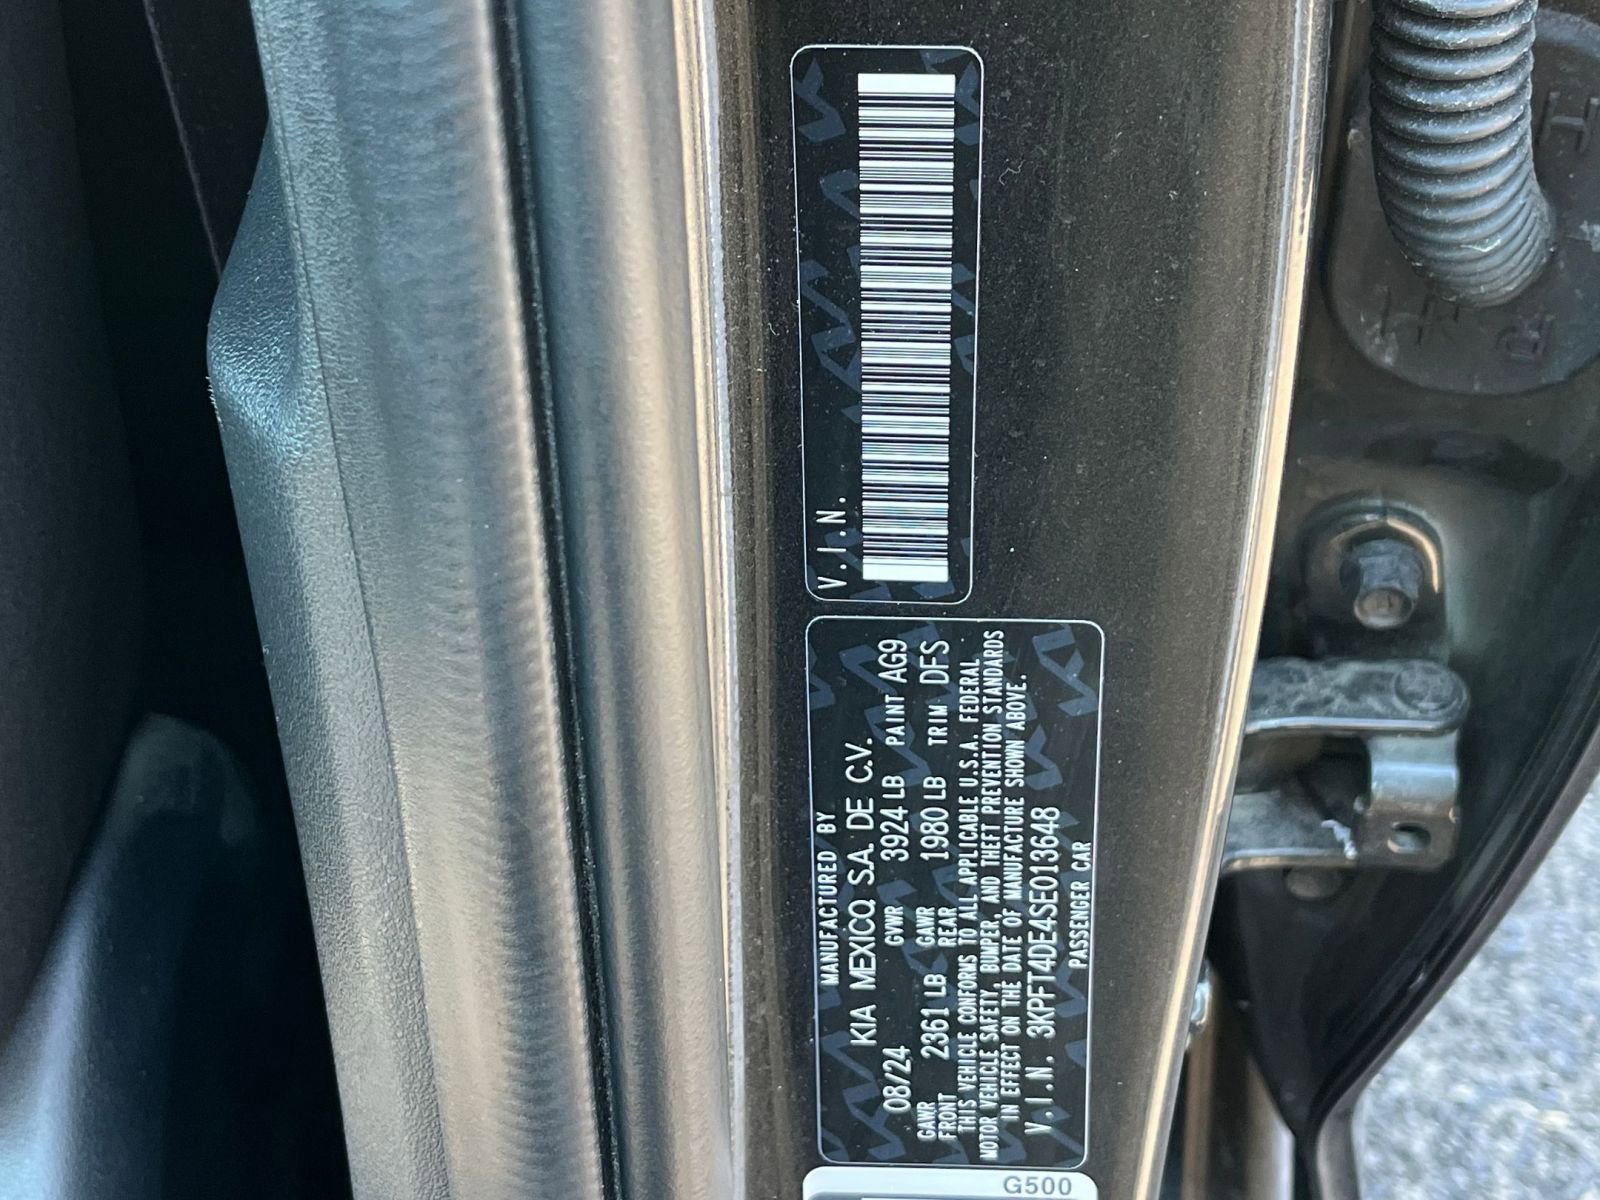 V.I.N.
MANUFACTURED BY
KIA MEXICO, S.A. DE C.V.
08/24 GVWR 3924 LB PAINT AG9
GAWR FRONT 2361 LB GAWR REAR 1980 LB TRIM DFS
THIS VEHICLE CONFORMS TO ALL APPLICABLE U.S.A. FEDERAL
MOTOR VEHICLE SAFETY, BUMPER, AND THEFT PREVENTION STANDARDS
IN EFFECT ON THE DATE OF MANUFACTURE SHOWN ABOVE.
V.I.N. 3KPFT4DE4SE013648
PASSENGER CAR
G500